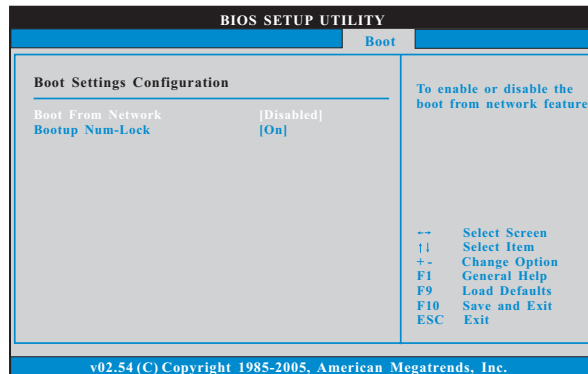 BIOS SETUP UTILITY
Boot
Boot Settings Configuration
Boot From Network [Disabled]
Bootup Num-Lock [On]
To enable or disable the
boot from network feature
←→ Select Screen
↑↓ Select Item
+- Change Option
F1 General Help
F9 Load Defaults
F10 Save and Exit
ESC Exit
v02.54 (C) Copyright 1985-2005, American Megatrends, Inc.